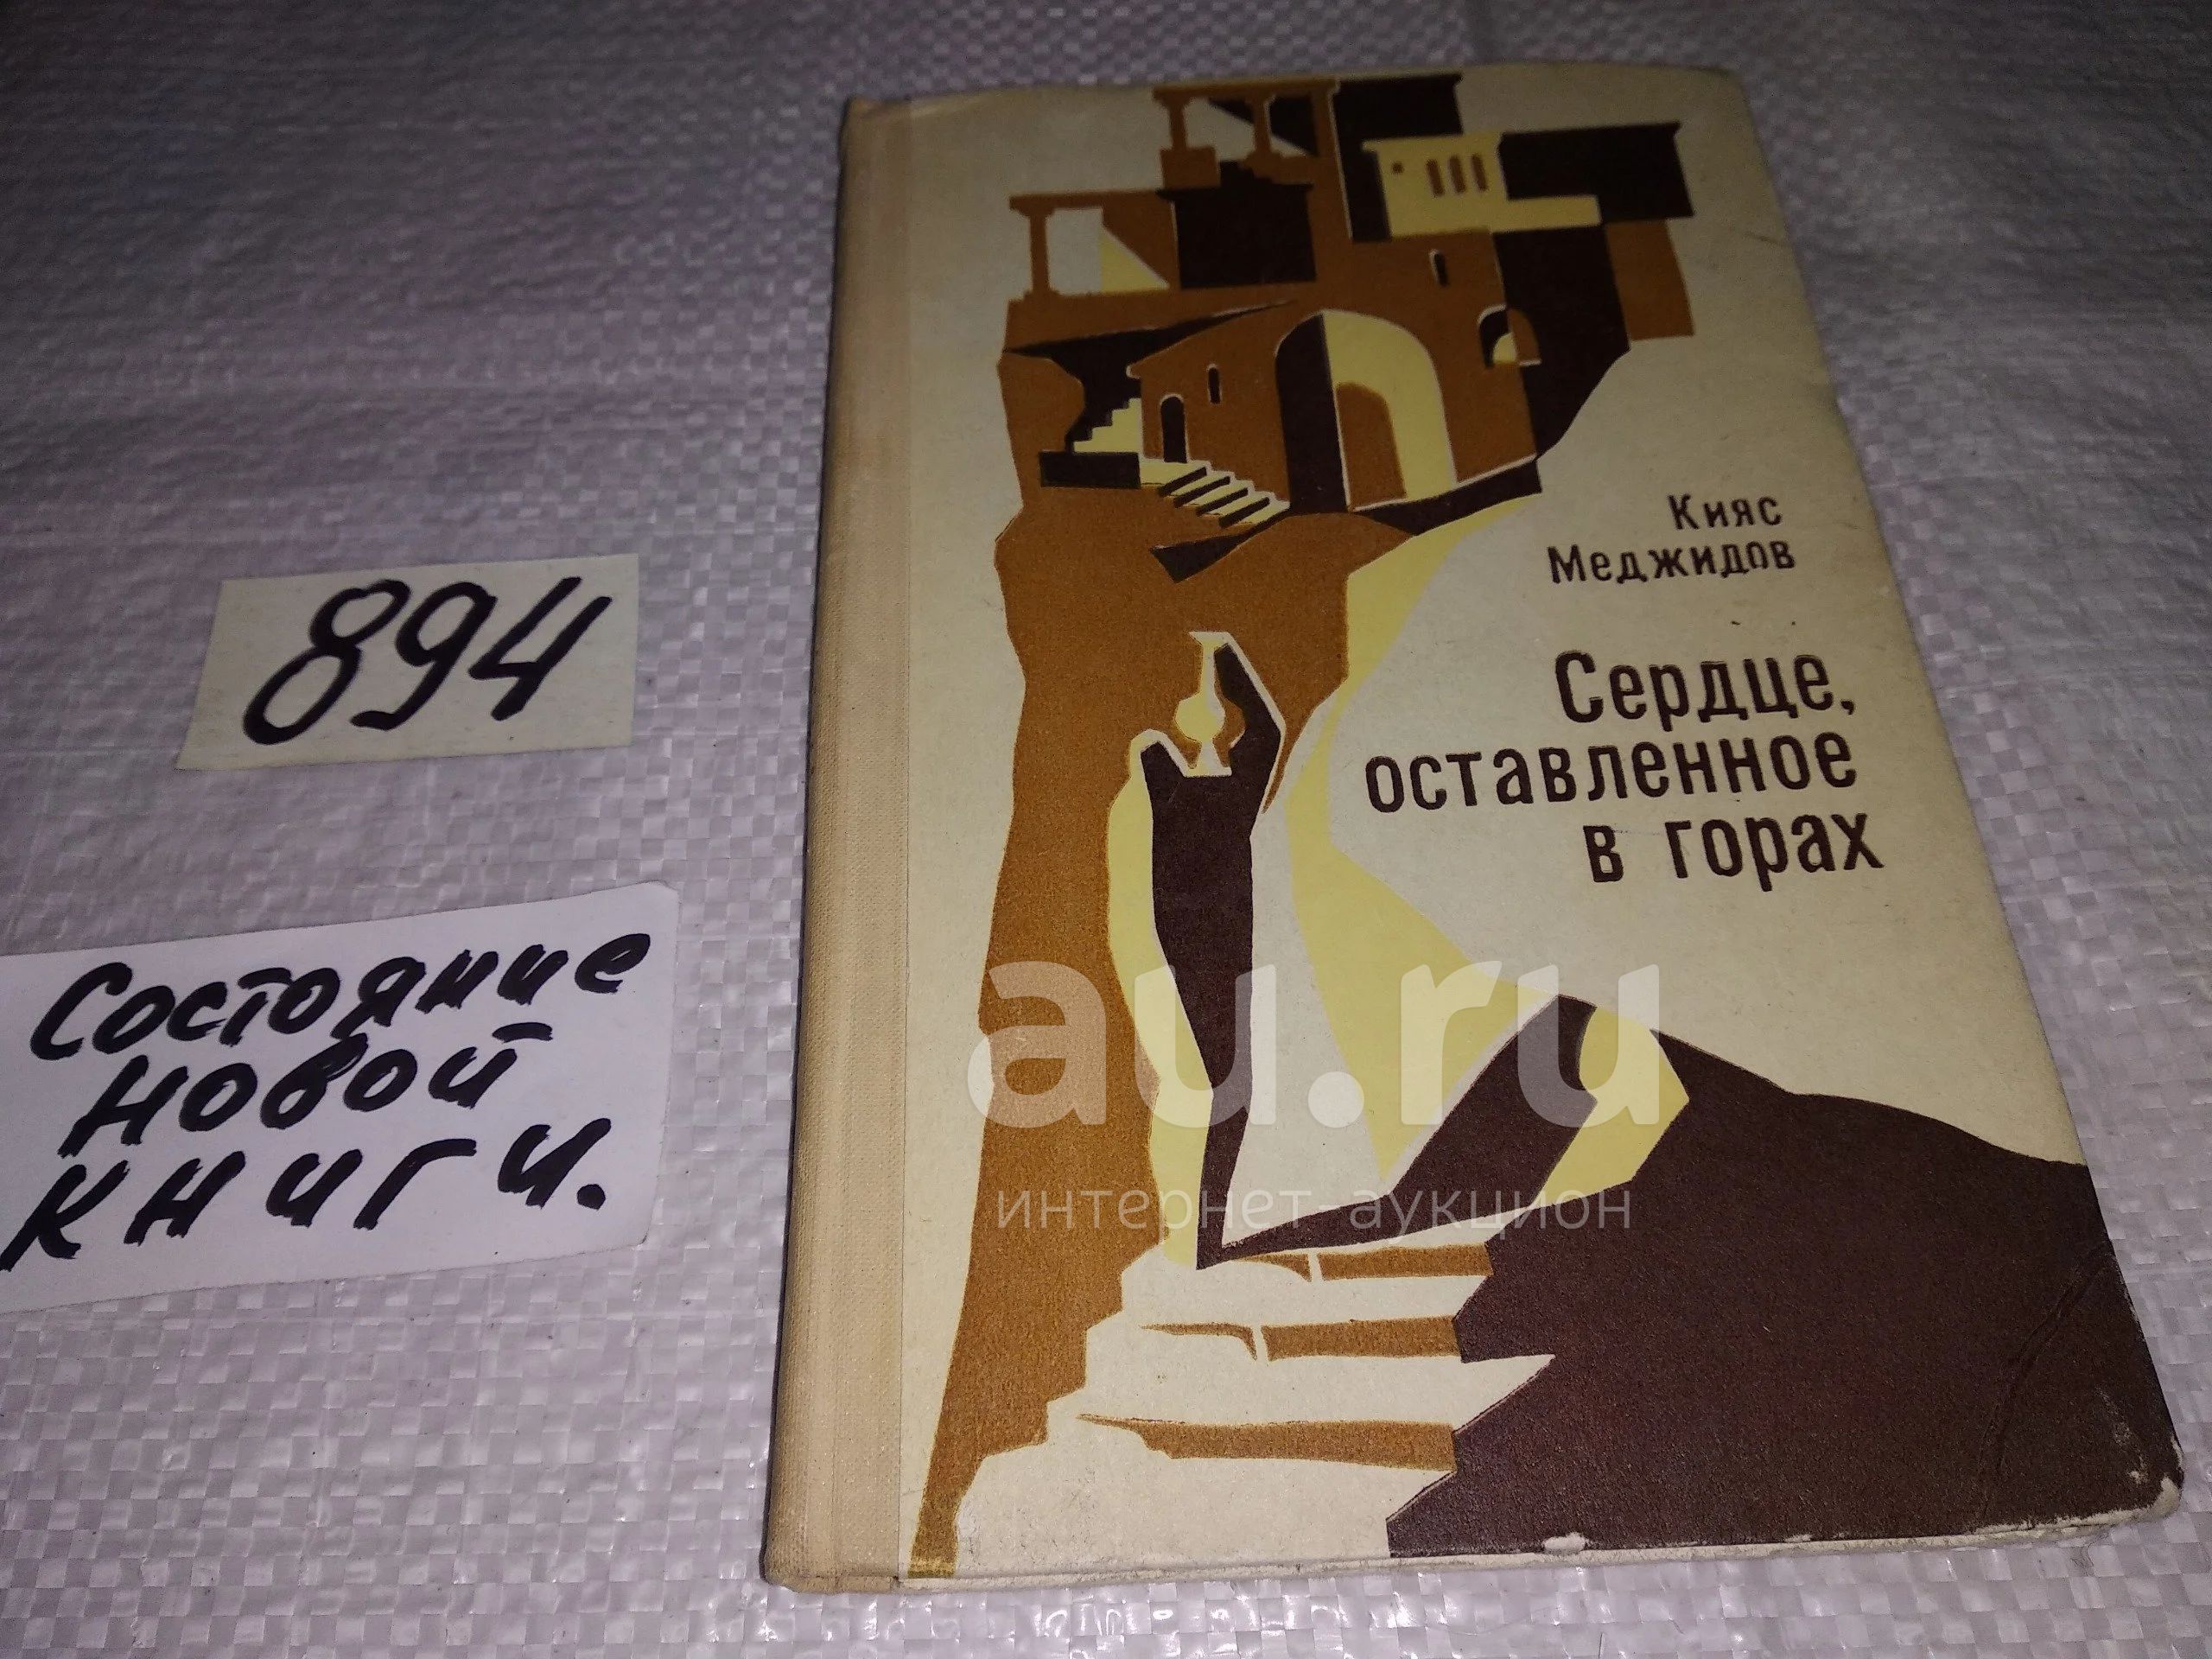 894
Состояние
новой
книги.
Кияс
Меджидов
Сердце,
оставленное
в горах
au.ru
интернет-аукцион